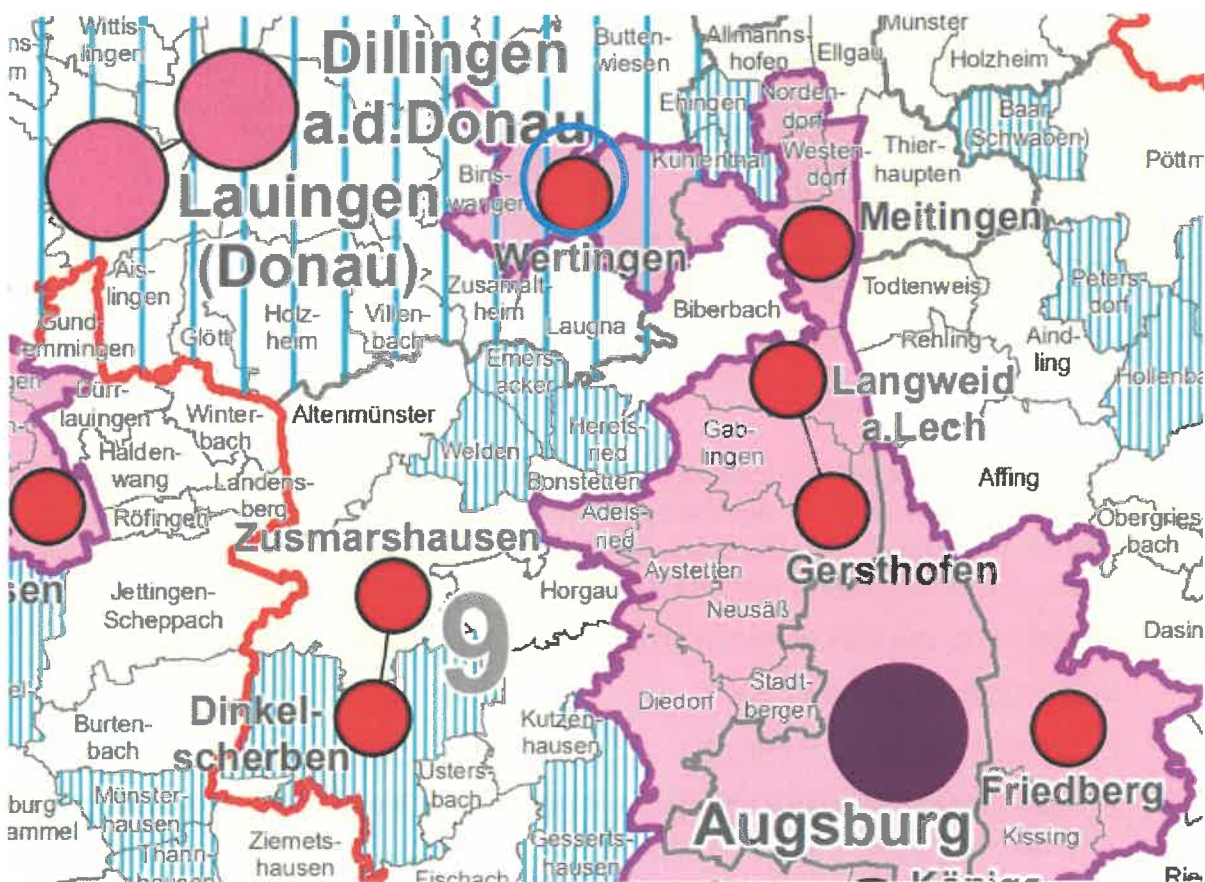 Wittis-
lingen
Dillingen
a.d.Donau
Lauingen
(Donau)
Butten-
wiesen
Allmanns-
hofen
Ellgau
Münster
Holzheim
Ehingen
Norden-
dorf
Westen-
dorf
Kühlenthal
Thier-
haupten
Baar
(Schwaben)
Bins-
wangen
Wertingen
Meitingen
Ais-
lingen
Gund-
remmingen
Glött
Holz-
heim
Villen-
bach
Zusamalt-
heim
Laugna
Biberbach
Todtenweis
Peters-
dorf
Rehling
Aind-
ling
Dürr-
lauingen
Winter-
bach
Altenmünster
Emers-
acker
Welden
Herets-
ried
Bonstetten
Langweid
a.Lech
Gab-
lingen
Affing
Halden-
wang
Landens-
berg
Röfingen
Zusmarshausen
Adels-
ried
Aystetten
Gersthofen
Obergries-
bach
Jettingen-
Scheppach
9
Horgau
Neusäß
Dinkel-
scherben
Burten-
bach
Kutzen-
hausen
Diedorf
Stadt-
bergen
Friedberg
Münster-
hausen
Usters-
bach
Augsburg
Kissing
Thann-
hausen
Ziemets-
hausen
Fischach
Gesserts-
hausen